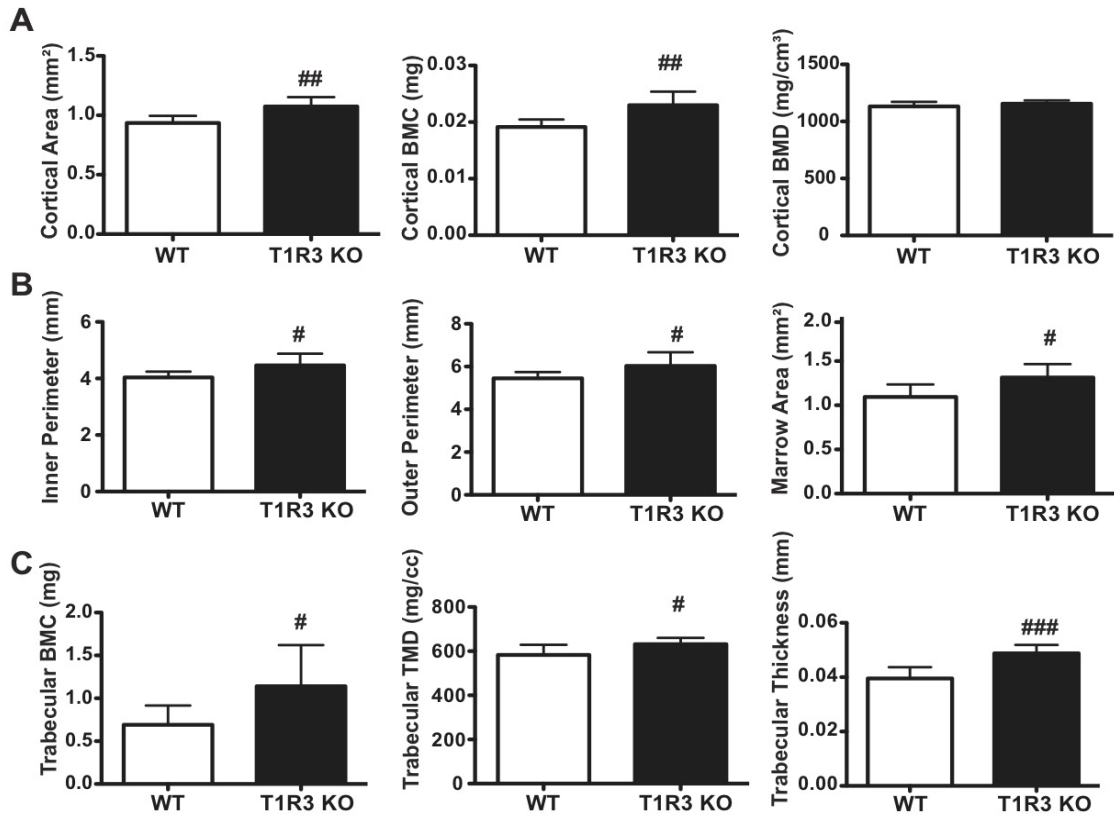 A
Cortical Area (mm²)
1.5
1.0
0.5
0.0
##
WT
T1R3 KO
Cortical BMC (mg)
0.03
0.02
0.01
0.00
##
WT
T1R3 KO
Cortical BMD (mg/cm³)
1500
1000
500
0
WT
T1R3 KO
B
Inner Perimeter (mm)
6
4
2
0
#
WT
T1R3 KO
Outer Perimeter (mm)
8
6
4
2
0
#
WT
T1R3 KO
Marrow Area (mm²)
2.0
1.5
1.0
0.5
0.0
#
WT
T1R3 KO
C
Trabecular BMC (mg)
2.0
1.5
1.0
0.5
0.0
#
WT
T1R3 KO
Trabecular TMD (mg/cc)
800
600
400
200
0
#
WT
T1R3 KO
Trabecular Thickness (mm)
0.06
0.04
0.02
0.00
###
WT
T1R3 KO